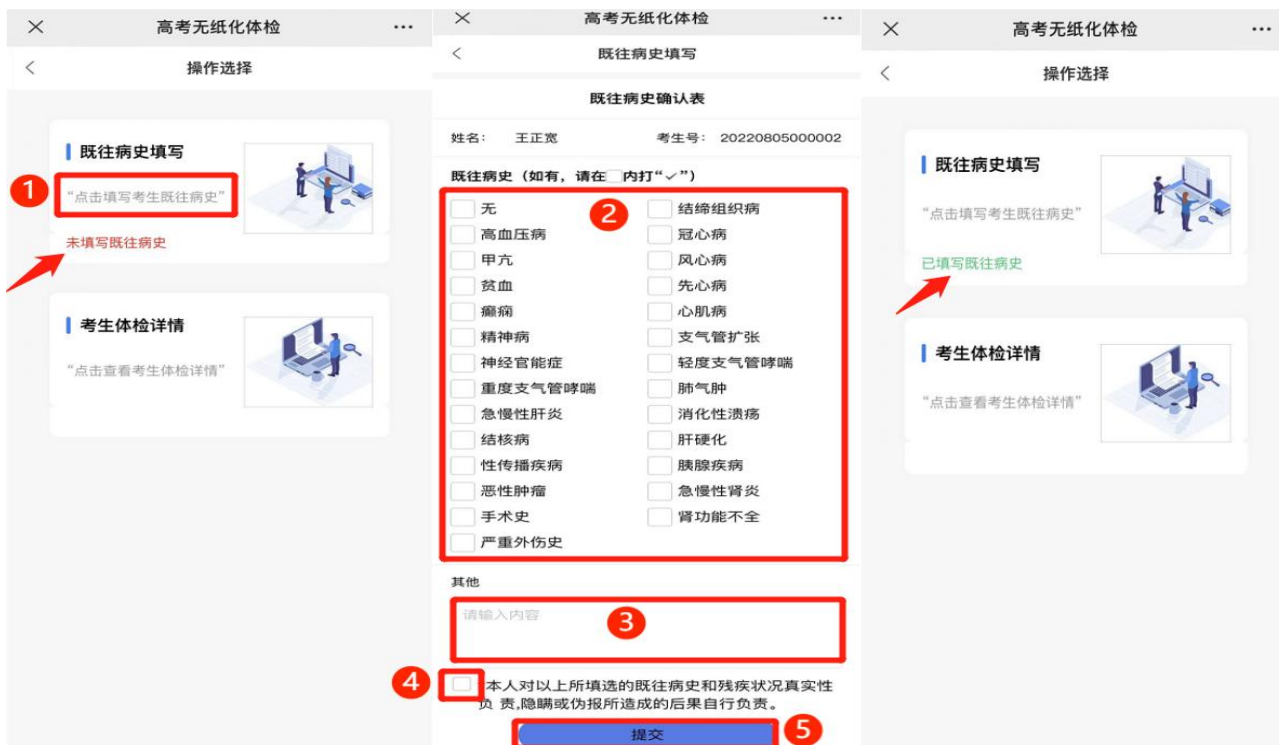 高考无纸化体检
操作选择
既往病史填写
①
“点击填写考生既往病史”
未填写既往病史
考生体检详情
“点击查看考生体检详情”
高考无纸化体检
既往病史填写
既往病史确认表
姓名： 王正宽 考生号： 20220805000002
既往病史（如有，请在□内打“✓”）
②
无 结缔组织病
高血压病 冠心病
甲亢 风心病
贫血 先心病
癫痫 心肌病
精神病 支气管扩张
神经官能症 轻度支气管哮喘
重度支气管哮喘 肺气肿
急慢性肝炎 消化性溃疡
结核病 肝硬化
性传播疾病 胰腺疾病
恶性肿瘤 急慢性肾炎
手术史 肾功能不全
严重外伤史
其他
请输入内容
③
④
本人对以上所填选的既往病史和残疾状况真实性
负 责,隐瞒或伪报所造成的后果自行负责。
提交
⑤
高考无纸化体检
操作选择
既往病史填写
“点击填写考生既往病史”
已填写既往病史
考生体检详情
“点击查看考生体检详情”